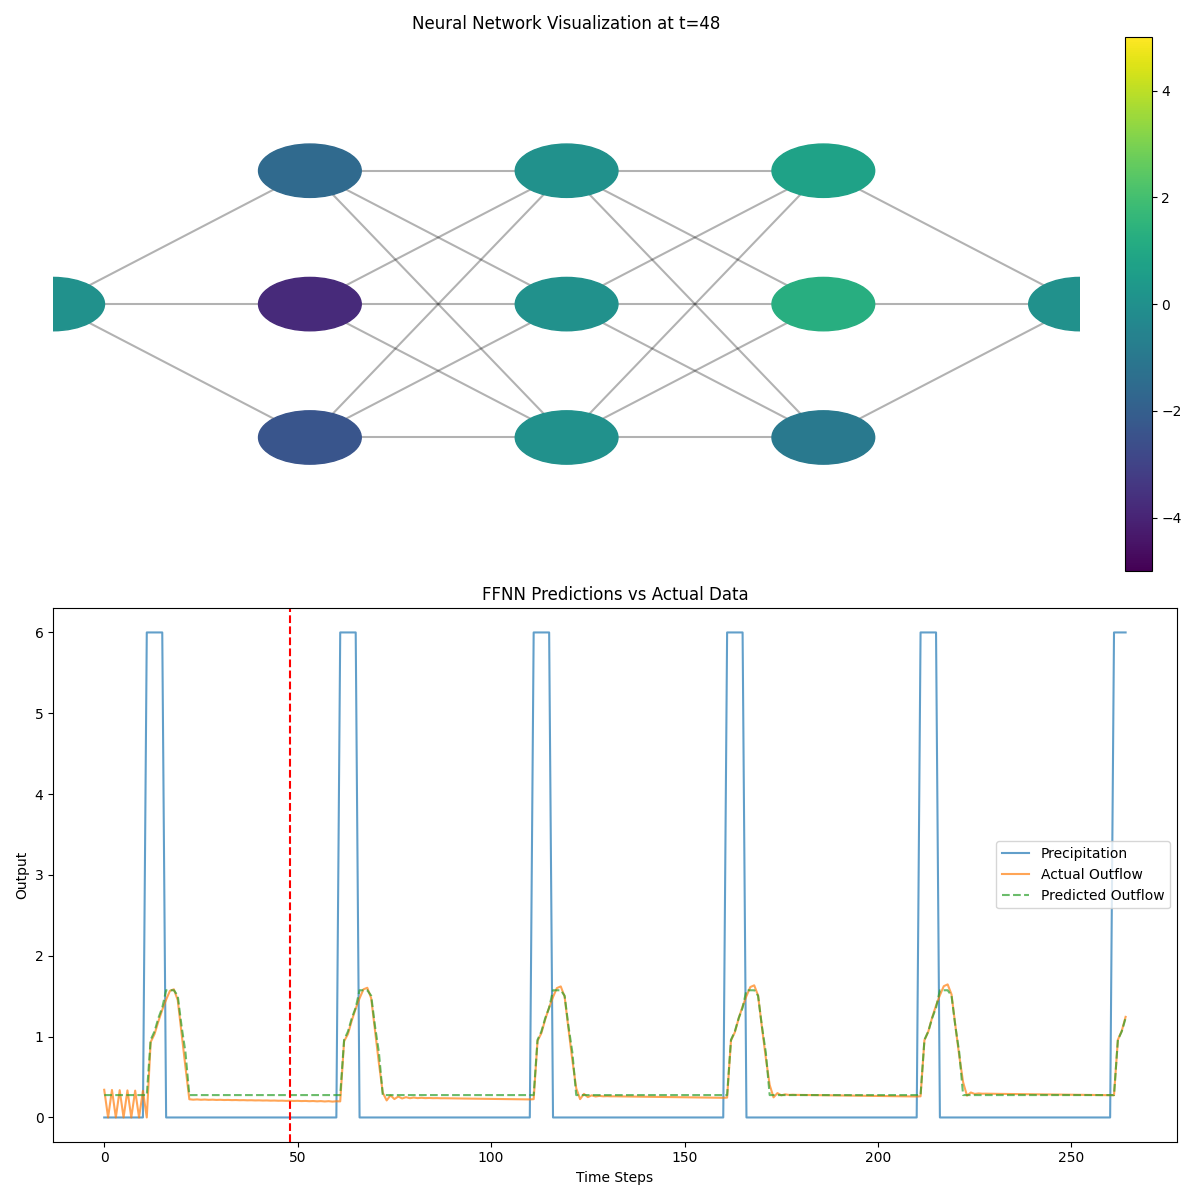 Neural Network Visualization at t=48
4
2
0
−2
−4
FFNN Predictions vs Actual Data
6
5
4
3
2
1
0
Output
Precipitation
Actual Outflow
Predicted Outflow
0
50
100
150
200
250
Time Steps